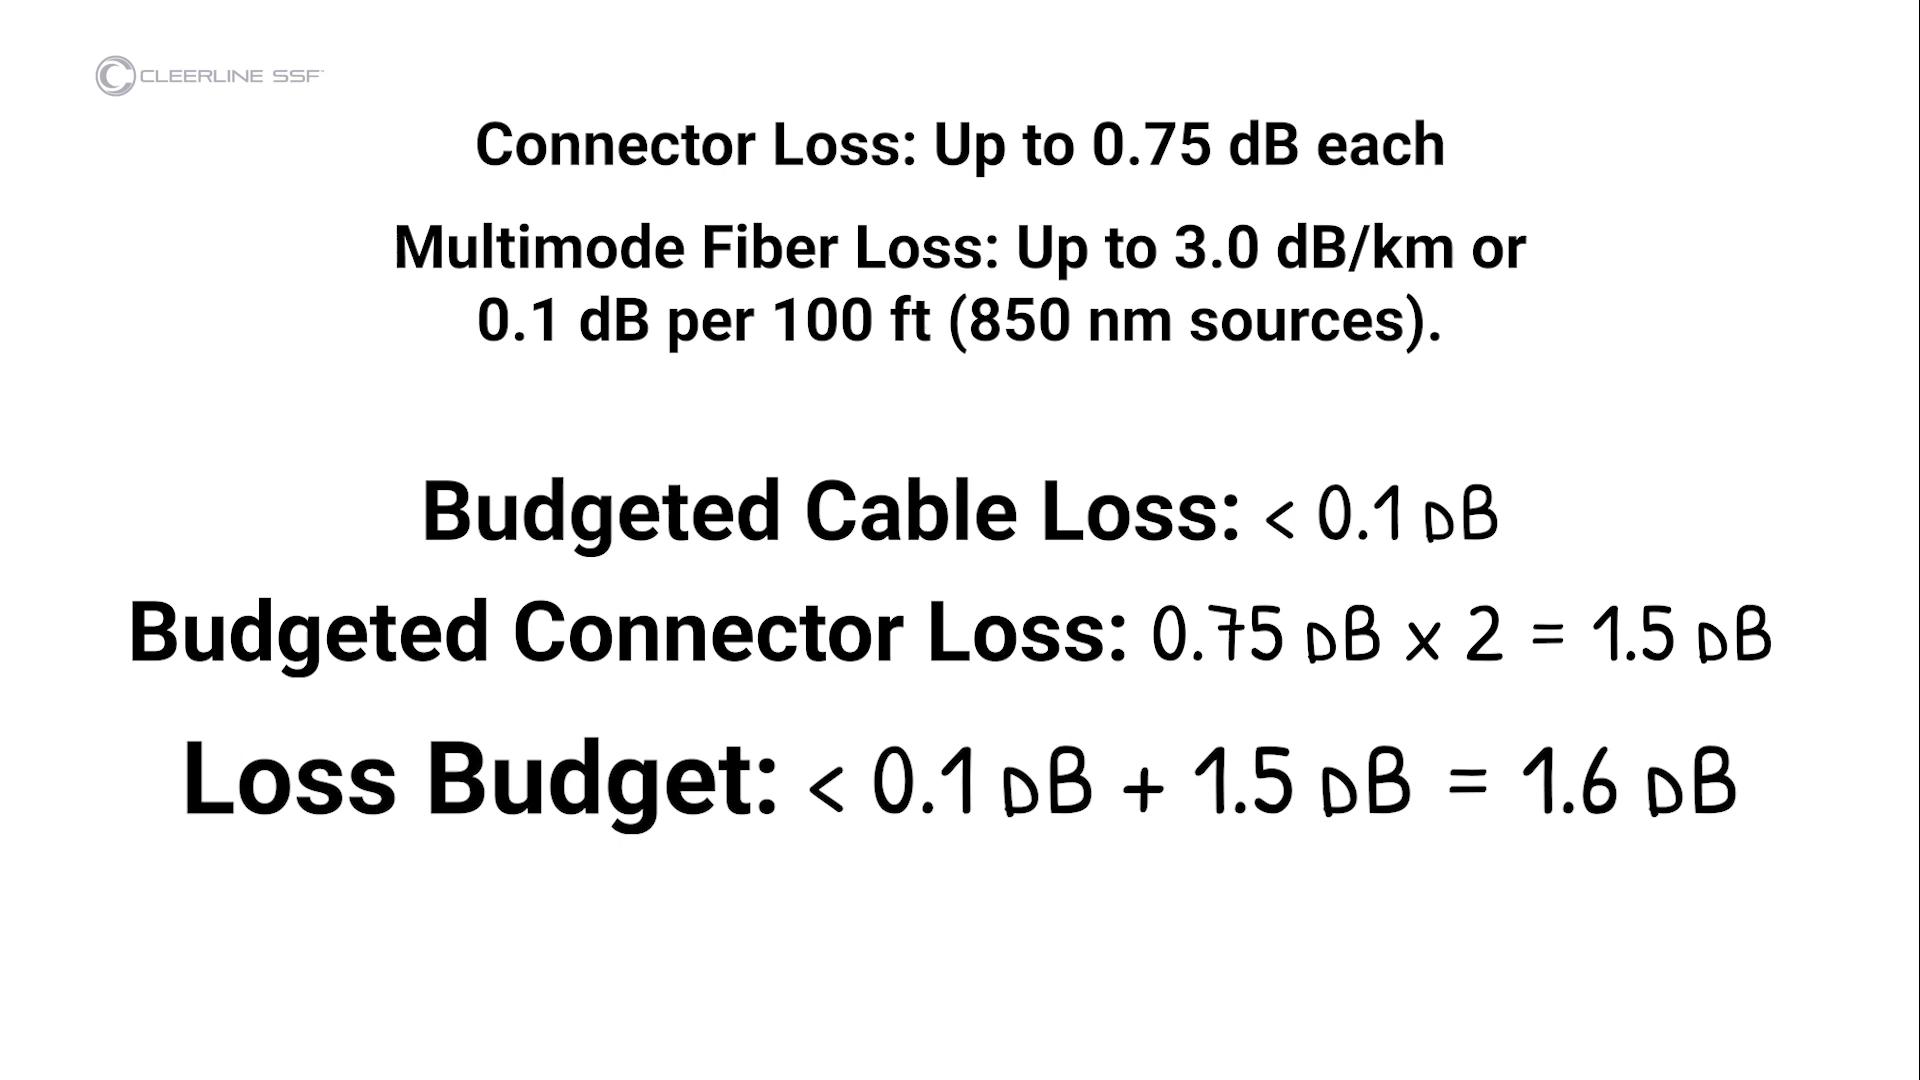 CLEERLINE SSF™
Connector Loss: Up to 0.75 dB each
Multimode Fiber Loss: Up to 3.0 dB/km or
0.1 dB per 100 ft (850 nm sources).
Budgeted Cable Loss: < 0.1 DB
Budgeted Connector Loss: 0.75 DB x 2 = 1.5 DB
Loss Budget: < 0.1 DB + 1.5 DB = 1.6 DB